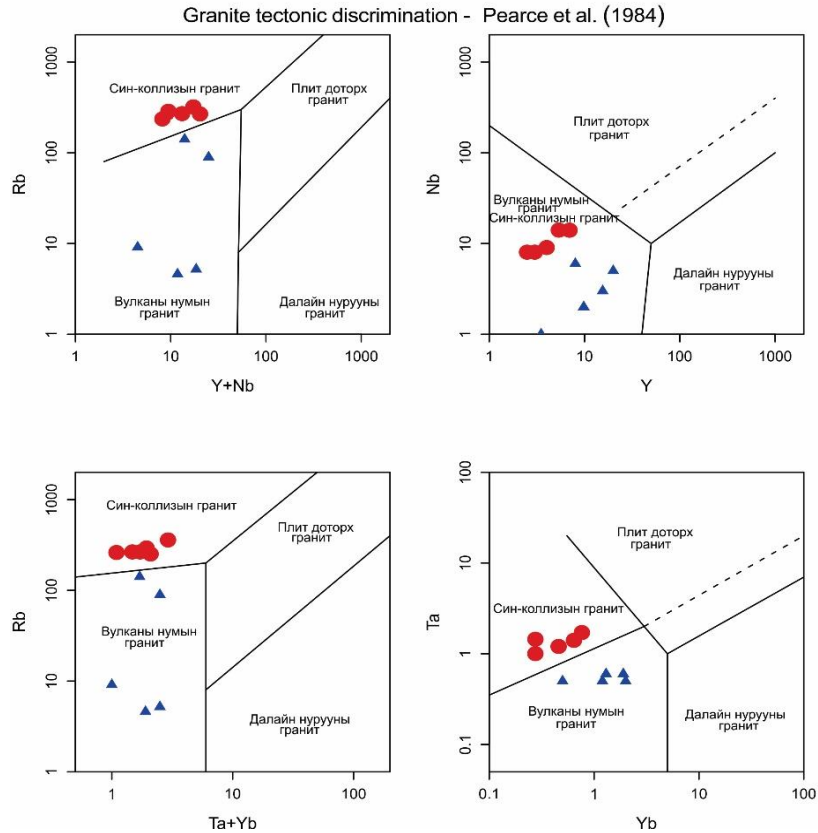 Granite tectonic discrimination - Pearce et al. (1984)
Rb
1000
100
10
1
Син-коллизын гранит
Плит доторх
гранит
Вулканы нумын
гранит
Далайн нурууны
гранит
1
10
100
1000
Y+Nb
Nb
1000
100
10
1
Плит доторх
гранит
Вулканы нумын
гранит
Син-коллизын гранит
Далайн нурууны
гранит
1
10
100
1000
Y
Rb
1000
100
10
1
Син-коллизын гранит
Плит доторх
гранит
Вулканы нумын
гранит
Далайн нурууны
гранит
1
10
100
Ta+Yb
Ta
100
10
1
0.1
Плит доторх
гранит
Син-коллизын гранит
Вулканы нумын
гранит
Далайн нурууны
гранит
0.1
1
10
100
Yb